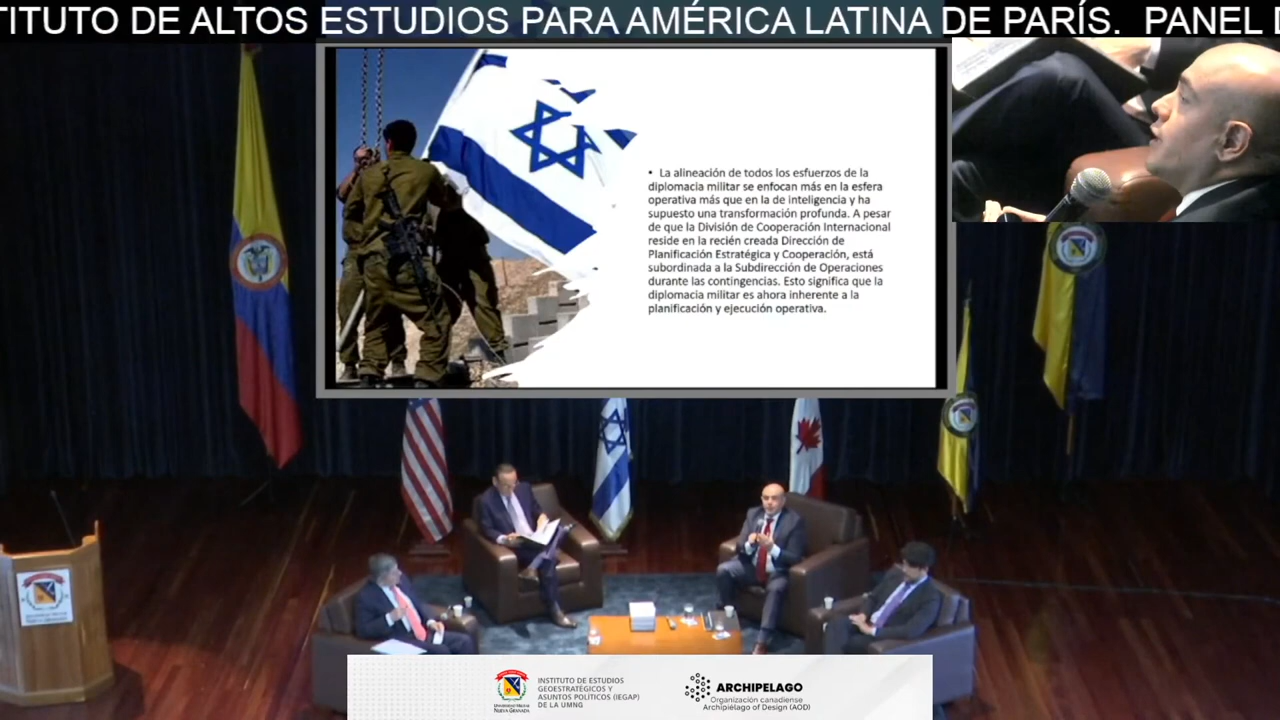 TITUTO DE ALTOS ESTUDIOS PARA AMÉRICA LATINA DE PARÍS. PANEL
• La alineación de todos los esfuerzos de la
diplomacia militar se enfocan más en la esfera
operativa más que en la de inteligencia y ha
supuesto una transformación profunda. A pesar
de que la División de Cooperación Internacional
reside en la recién creada Dirección de
Planificación Estratégica y Cooperación, está
subordinada a la Subdirección de Operaciones
durante las contingencias. Esto significa que la
diplomacia militar es ahora inherente a la
planificación y ejecución operativa.
INSTITUTO DE ESTUDIOS
GEOESTRATÉGICOS Y
ASUNTOS POLÍTICOS (IEGAP)
DE LA UMNG
UNIVERSIDAD MILITAR
NUEVA GRANADA
ARCHIPELAGO
Organización canadiense
Archipiélago of Design (AOD)